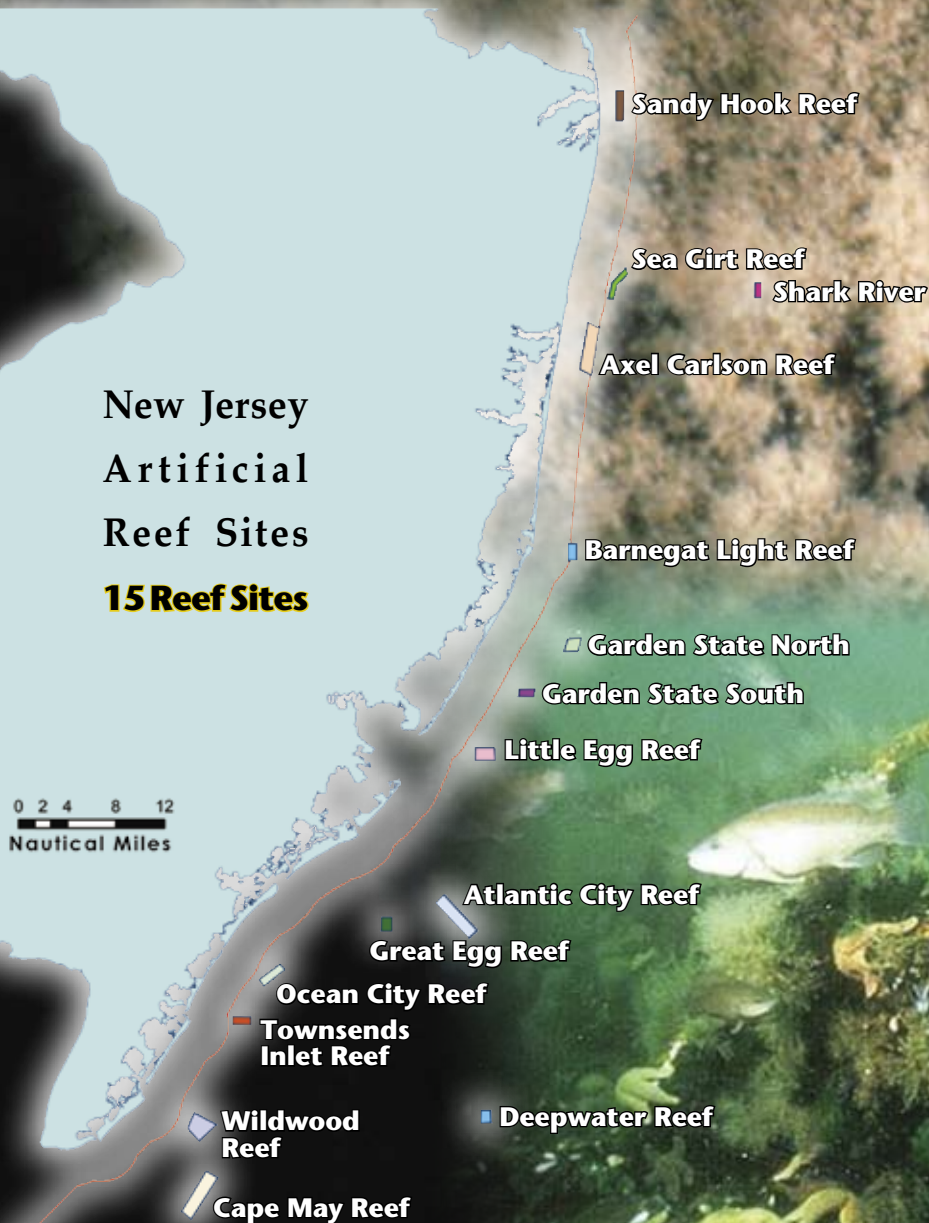 Sandy Hook Reef
Sea Girt Reef
Shark River
Axel Carlson Reef
New Jersey
Artificial
Reef Sites
15 Reef Sites
Barnegat Light Reef
Garden State North
Garden State South
Little Egg Reef
0 2 4 8 12
Nautical Miles
Atlantic City Reef
Great Egg Reef
Ocean City Reef
Townsends
Inlet Reef
Wildwood
Reef
Deepwater Reef
Cape May Reef